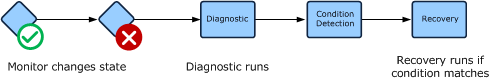 Diagnostic
Condition
Detection
Recovery
Monitor changes state
Diagnostic runs
Recovery runs if
condition matches